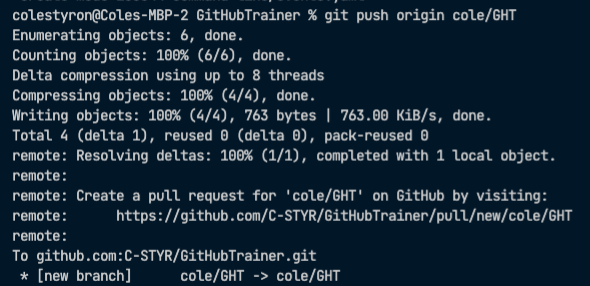 colestyron@Coles-MBP-2 GitHubTrainer % git push origin cole/GHT
Enumerating objects: 6, done.
Counting objects: 100% (6/6), done.
Delta compression using up to 8 threads
Compressing objects: 100% (4/4), done.
Writing objects: 100% (4/4), 763 bytes | 763.00 KiB/s, done.
Total 4 (delta 1), reused 0 (delta 0), pack-reused 0
remote: Resolving deltas: 100% (1/1), completed with 1 local object.
remote:
remote: Create a pull request for 'cole/GHT' on GitHub by visiting:
remote:      https://github.com/C-STYR/GitHubTrainer/pull/new/cole/GHT
remote:
To github.com:C-STYR/GitHubTrainer.git
 * [new branch]      cole/GHT -> cole/GHT